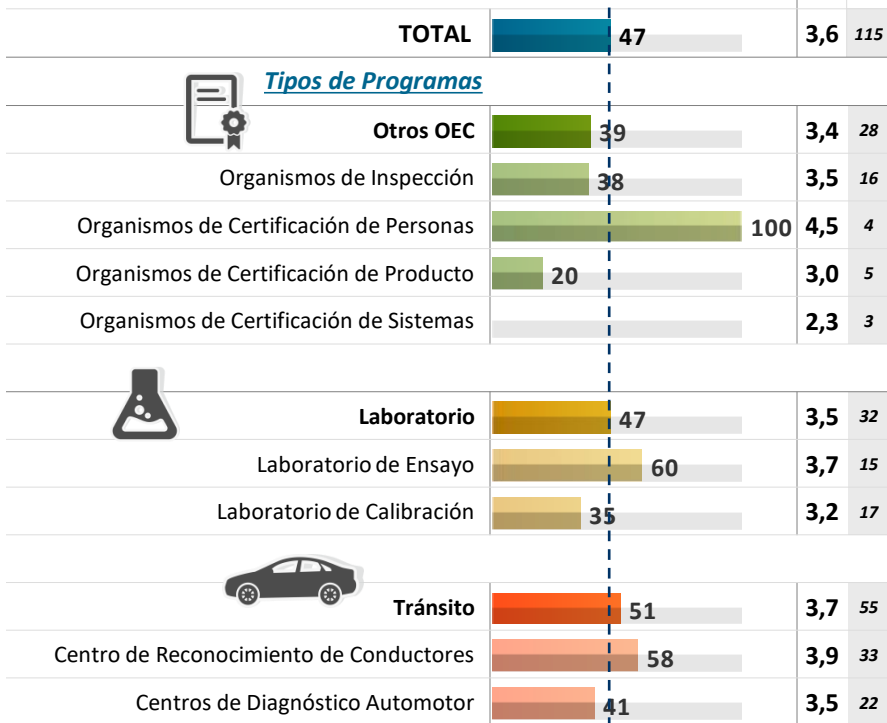 TOTAL 47 3,6 115
Tipos de Programas
Otros OEC 39 3,4 28
Organismos de Inspección 38 3,5 16
Organismos de Certificación de Personas 100 4,5 4
Organismos de Certificación de Producto 20 3,0 5
Organismos de Certificación de Sistemas 2,3 3
Laboratorio 47 3,5 32
Laboratorio de Ensayo 60 3,7 15
Laboratorio de Calibración 35 3,2 17
Tránsito 51 3,7 55
Centro de Reconocimiento de Conductores 58 3,9 33
Centros de Diagnóstico Automotor 41 3,5 22